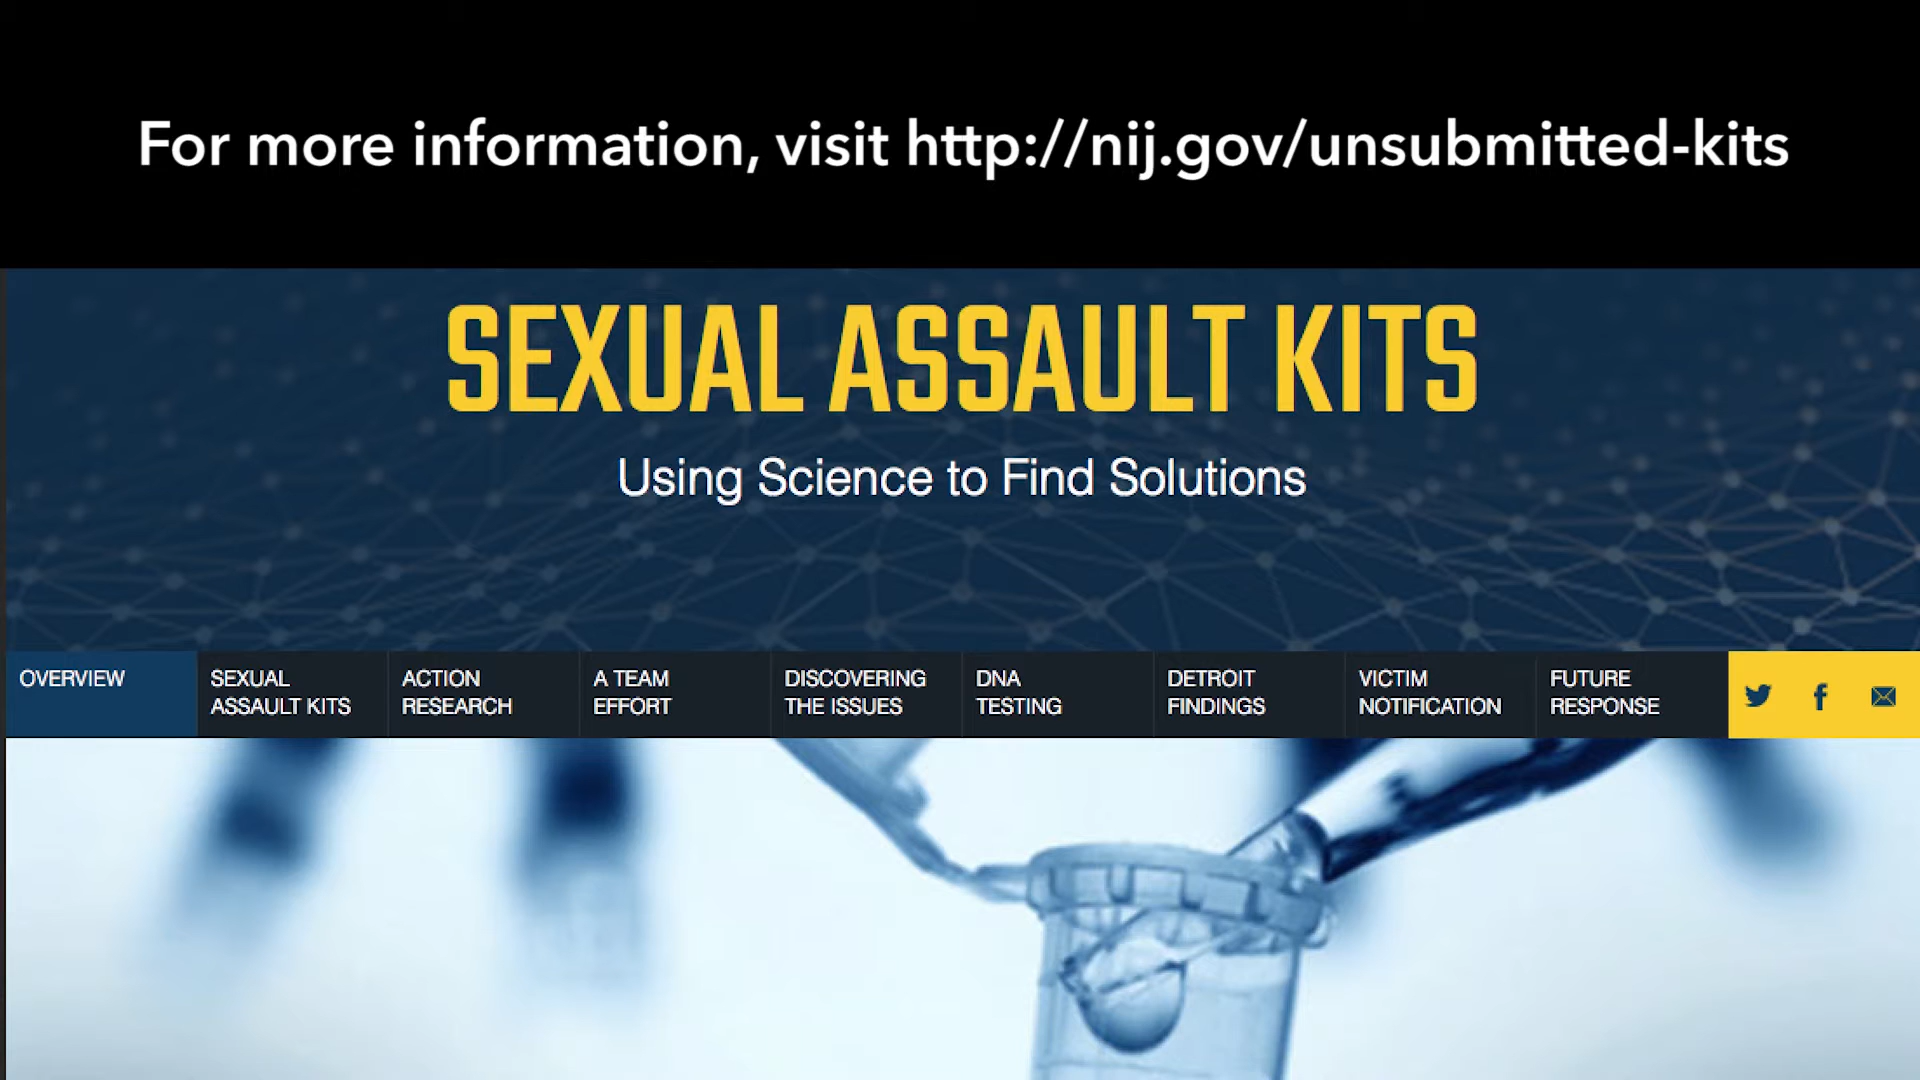 For more information, visit http://nij.gov/unsubmitted-kits
SEXUAL ASSAULT KITS
Using Science to Find Solutions
OVERVIEW
SEXUAL
ASSAULT KITS
ACTION
RESEARCH
A TEAM
EFFORT
DISCOVERING
THE ISSUES
DNA
TESTING
DETROIT
FINDINGS
VICTIM
NOTIFICATION
FUTURE
RESPONSE